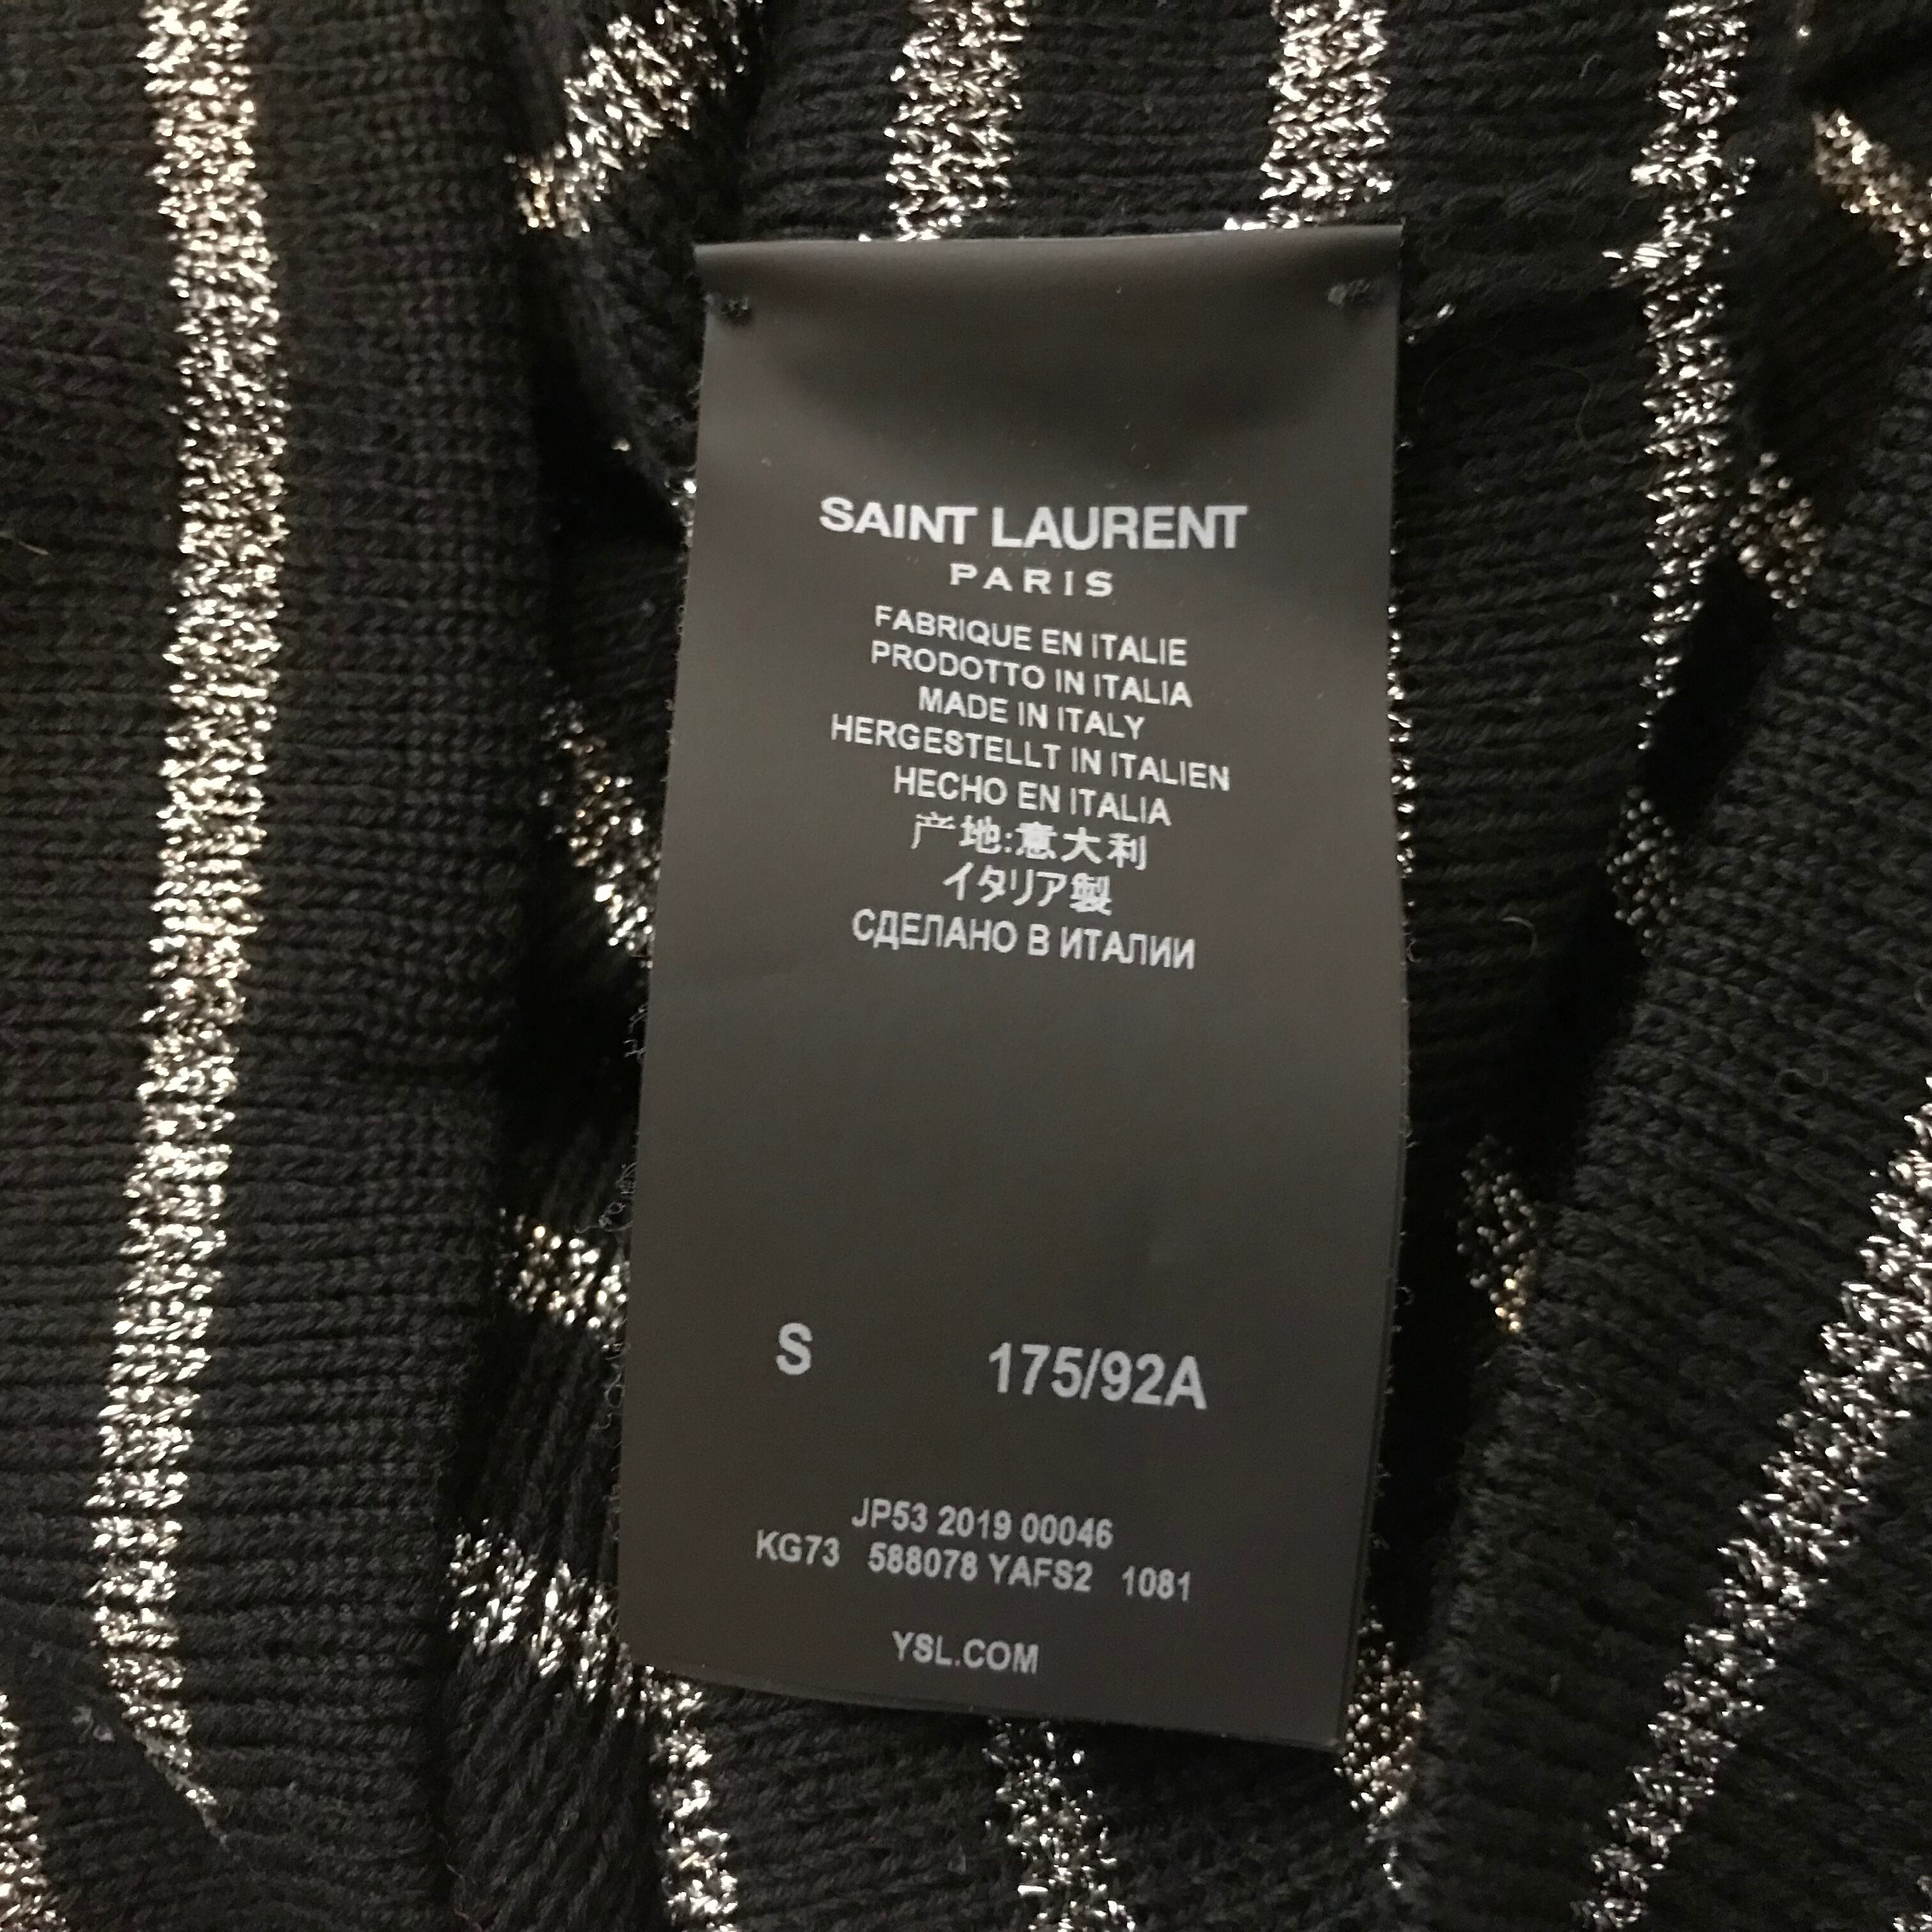 SAINT LAURENT
PARIS
FABRIQUE EN ITALIE
PRODOTTO IN ITALIA
MADE IN ITALY
HERGESTELLT IN ITALIEN
HECHO EN ITALIA
产地:意大利
イタリア製
СДЕЛАНО В ИТАЛИИ
S 175/92A
JP53 2019 00046
KG73 588078 YAFS2 1081
YSL.COM